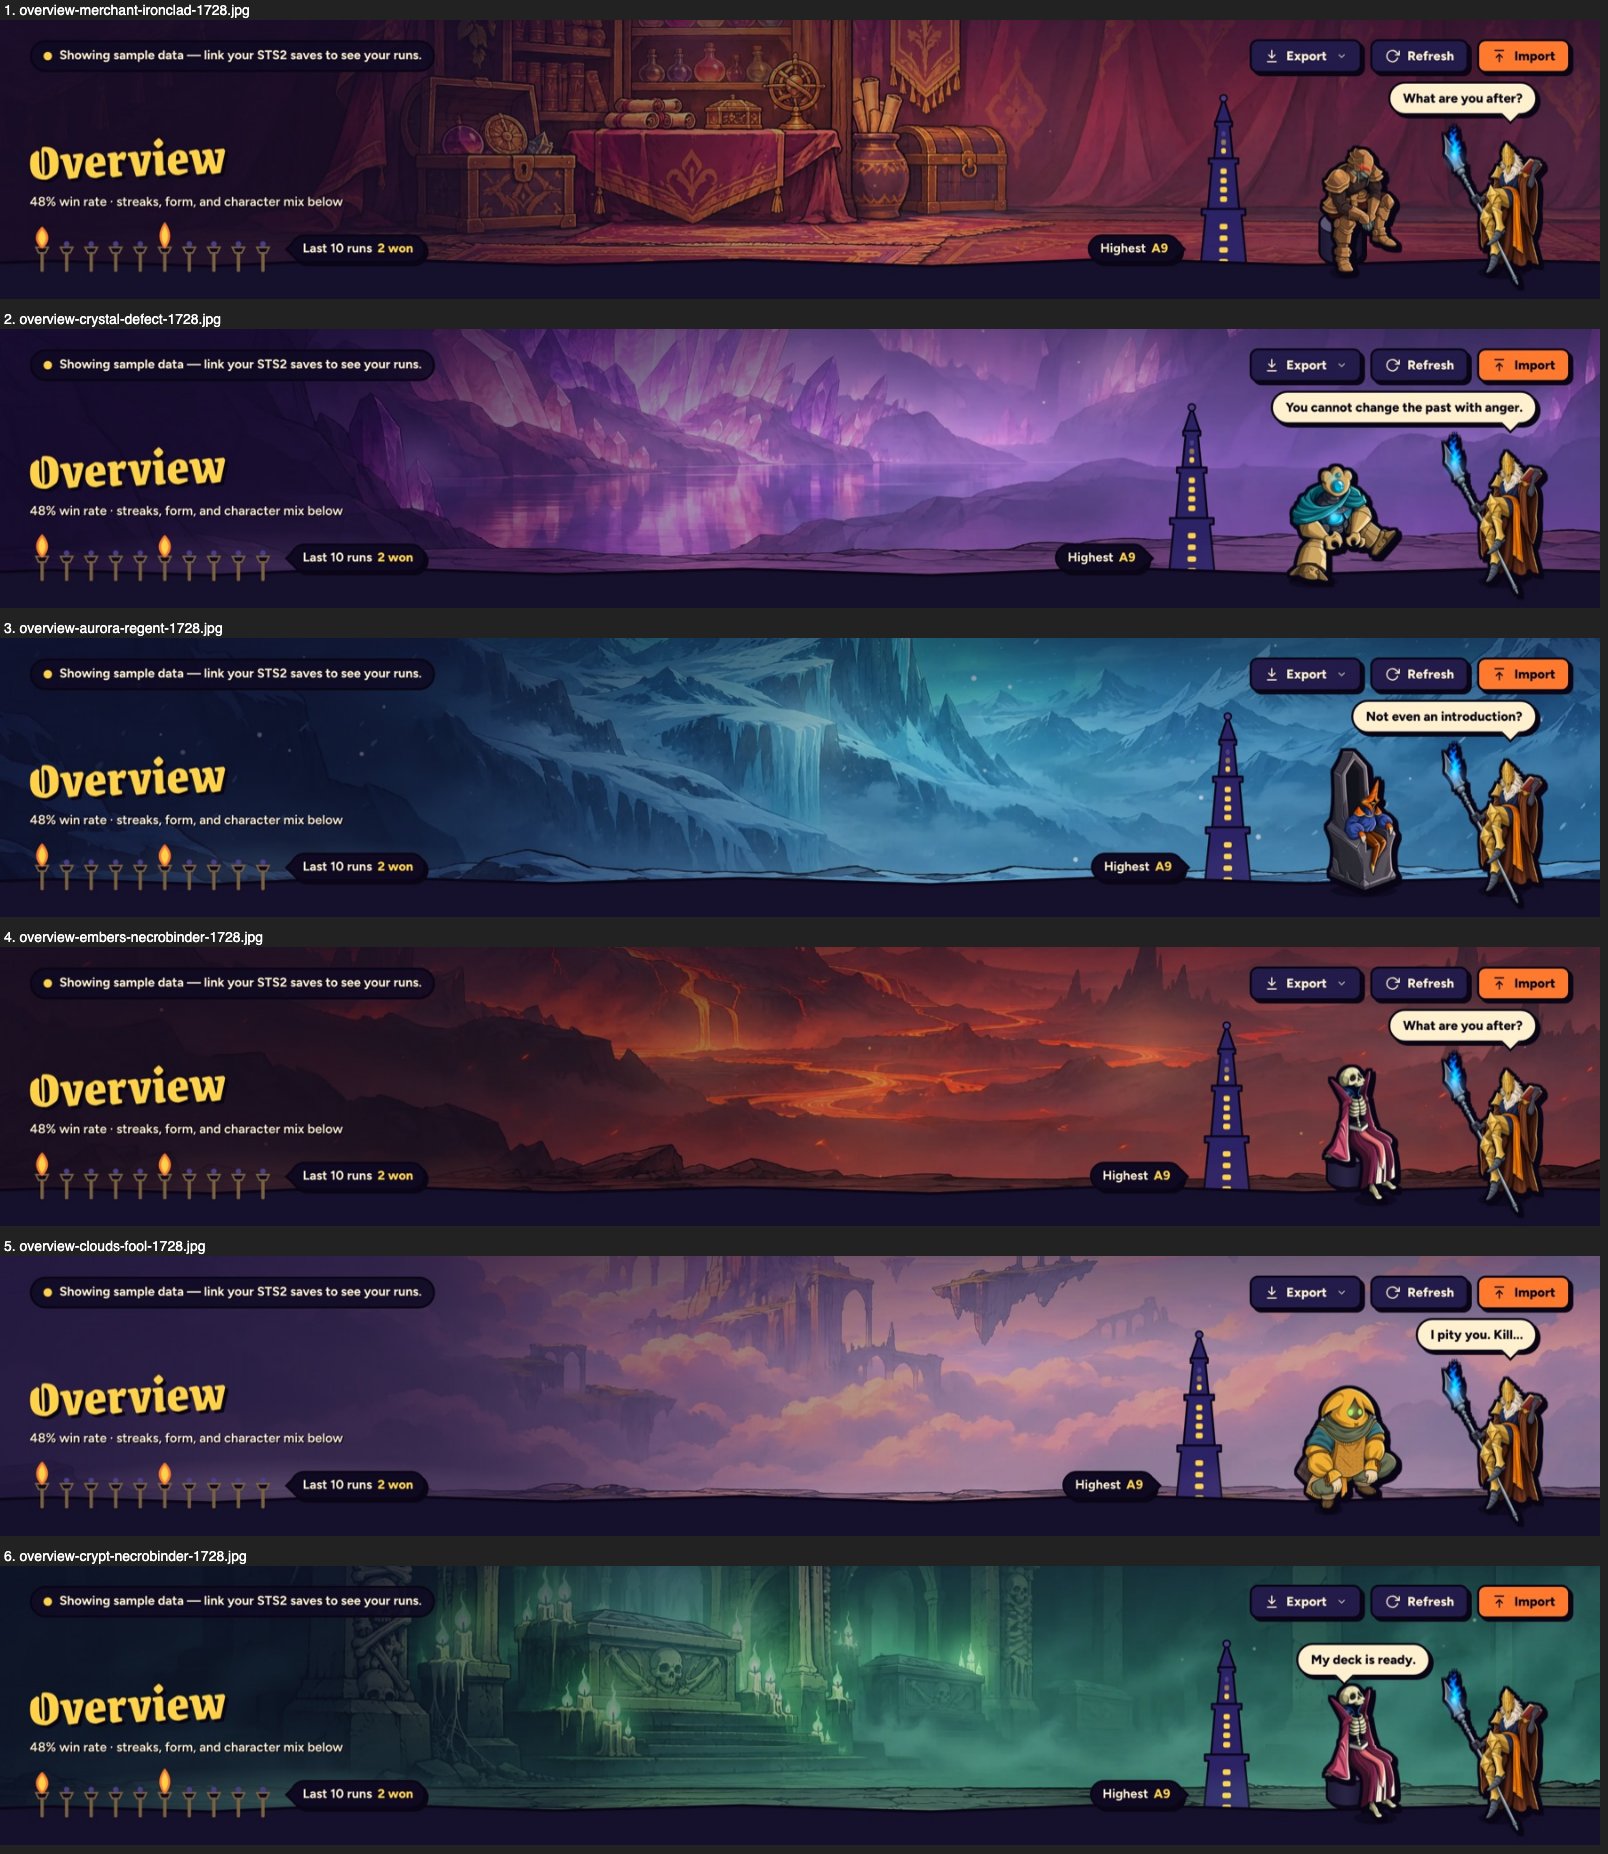 1. overview-merchant-ironclad-1728.jpg
Showing sample data — link your STS2 saves to see your runs.
Export
Refresh
Import
What are you after?
Overview
48% win rate · streaks, form, and character mix below
Last 10 runs 2 won
Highest A9
2. overview-crystal-defect-1728.jpg
Showing sample data — link your STS2 saves to see your runs.
Export
Refresh
Import
You cannot change the past with anger.
Overview
48% win rate · streaks, form, and character mix below
Last 10 runs 2 won
Highest A9
3. overview-aurora-regent-1728.jpg
Showing sample data — link your STS2 saves to see your runs.
Export
Refresh
Import
Not even an introduction?
Overview
48% win rate · streaks, form, and character mix below
Last 10 runs 2 won
Highest A9
4. overview-embers-necrobinder-1728.jpg
Showing sample data — link your STS2 saves to see your runs.
Export
Refresh
Import
What are you after?
Overview
48% win rate · streaks, form, and character mix below
Last 10 runs 2 won
Highest A9
5. overview-clouds-fool-1728.jpg
Showing sample data — link your STS2 saves to see your runs.
Export
Refresh
Import
I pity you. Kill...
Overview
48% win rate · streaks, form, and character mix below
Last 10 runs 2 won
Highest A9
6. overview-crypt-necrobinder-1728.jpg
Showing sample data — link your STS2 saves to see your runs.
Export
Refresh
Import
My deck is ready.
Overview
48% win rate · streaks, form, and character mix below
Last 10 runs 2 won
Highest A9